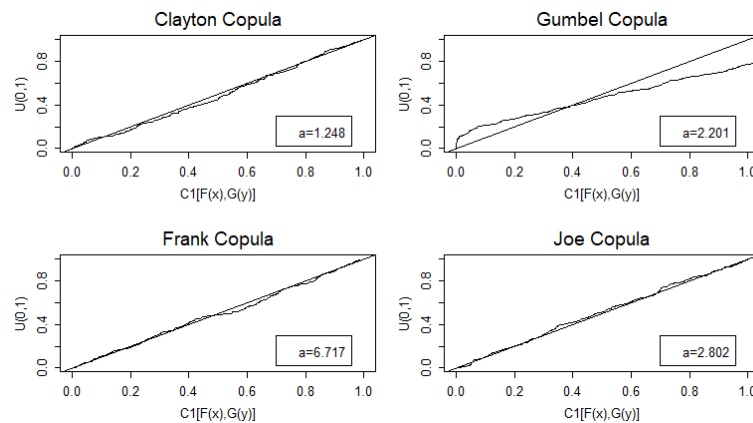 Clayton Copula
U(0,1)
0.0 0.4 0.8
a=1.248
0.0 0.2 0.4 0.6 0.8 1.0
C1[F(x),G(y)]
Gumbel Copula
U(0,1)
0.0 0.4 0.8
a=2.201
0.0 0.2 0.4 0.6 0.8 1.0
C1[F(x),G(y)]
Frank Copula
U(0,1)
0.0 0.4 0.8
a=6.717
0.0 0.2 0.4 0.6 0.8 1.0
C1[F(x),G(y)]
Joe Copula
U(0,1)
0.0 0.4 0.8
a=2.802
0.0 0.2 0.4 0.6 0.8 1.0
C1[F(x),G(y)]